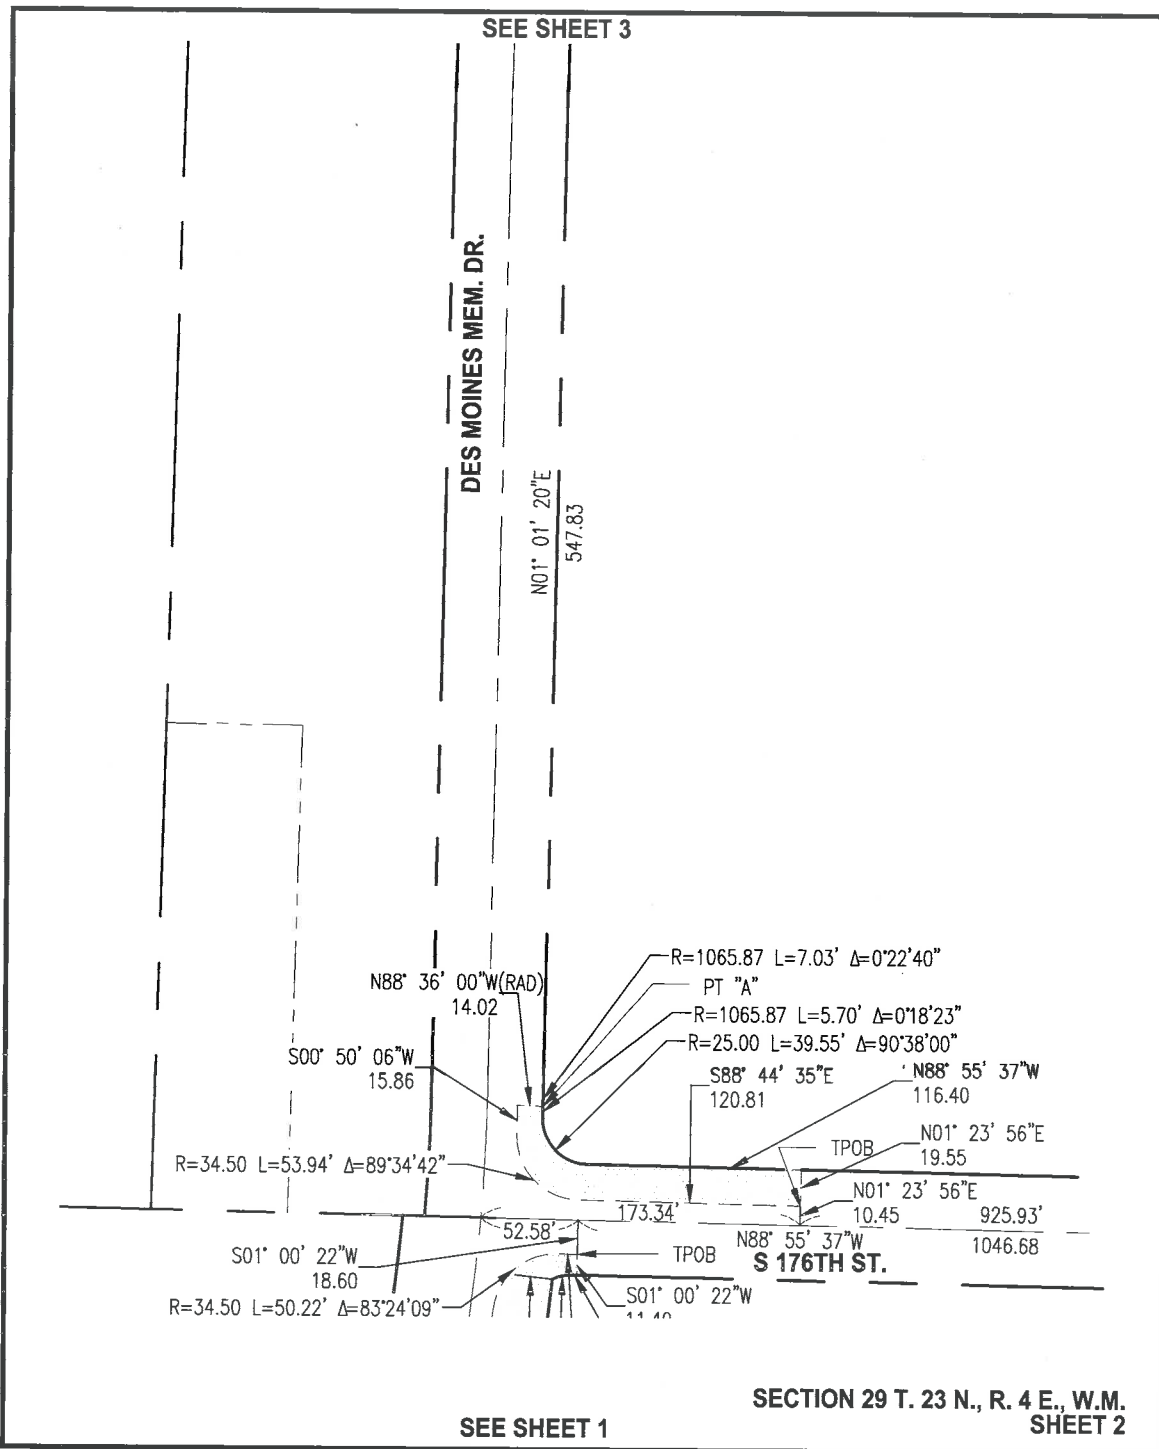 SEE SHEET 3
DES MOINES MEM. DR.
N01° 01' 20"E
547.83
R=1065.87 L=7.03' Δ=0°22'40"
N88° 36' 00"W(RAD)
14.02
PT "A"
R=1065.87 L=5.70' Δ=0°18'23"
R=25.00 L=39.55' Δ=90°38'00"
S00° 50' 06"W
15.86
S88° 44' 35"E
120.81
N88° 55' 37"W
116.40
TPOB
N01° 23' 56"E
19.55
R=34.50 L=53.94' Δ=89°34'42"
N01° 23' 56"E
10.45
173.34'
925.93'
52.58'
N88° 55' 37"W
1046.68
S01° 00' 22"W
18.60
TPOB
S 176TH ST.
R=34.50 L=50.22' Δ=83°24'09"
S01° 00' 22"W
SECTION 29 T. 23 N., R. 4 E., W.M.
SHEET 2
SEE SHEET 1